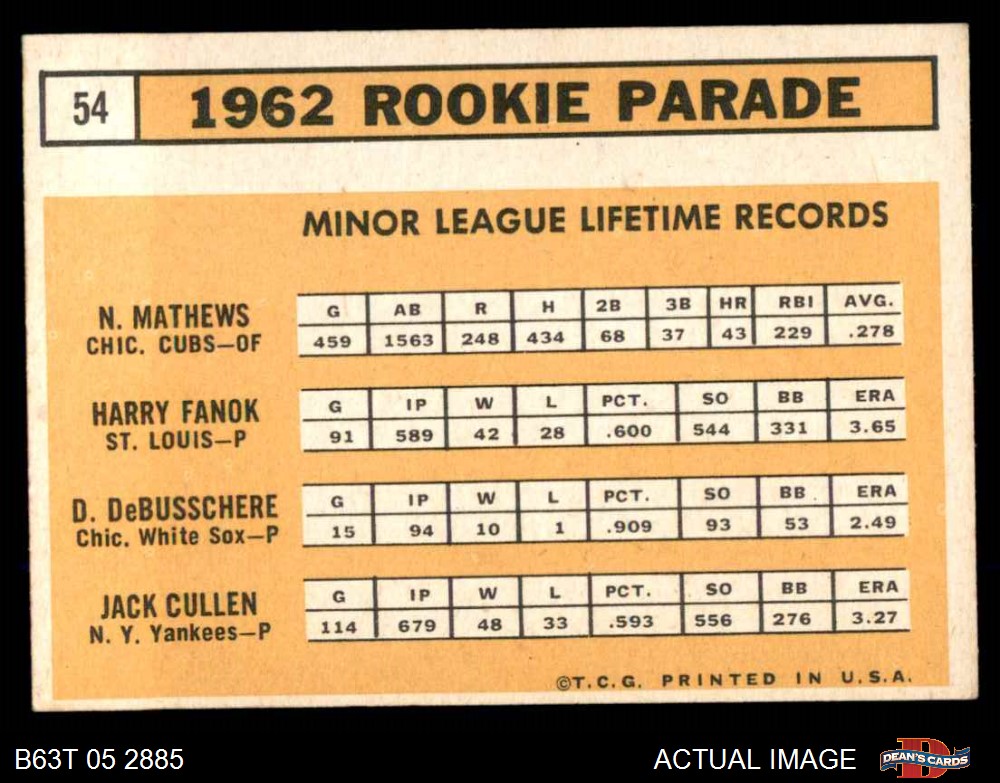 54 1962 ROOKIE PARADE
MINOR LEAGUE LIFETIME RECORDS
N. MATHEWS
CHIC. CUBS—OF
G AB R H 2B 3B HR RBI AVG.
459 1563 248 434 68 37 43 229 .278
HARRY FANOK
ST. LOUIS—P
G IP W L PCT. SO BB ERA
91 589 42 28 .600 544 331 3.65
D. DeBUSSCHERE
Chic. White Sox—P
G IP W L PCT. SO BB ERA
15 94 10 1 .909 93 53 2.49
JACK CULLEN
N. Y. Yankees—P
G IP W L PCT. SO BB ERA
114 679 48 33 .593 556 276 3.27
©T.C.G. PRINTED IN U.S.A.
B63T 05 2885 ACTUAL IMAGE DEAN'S CARDS